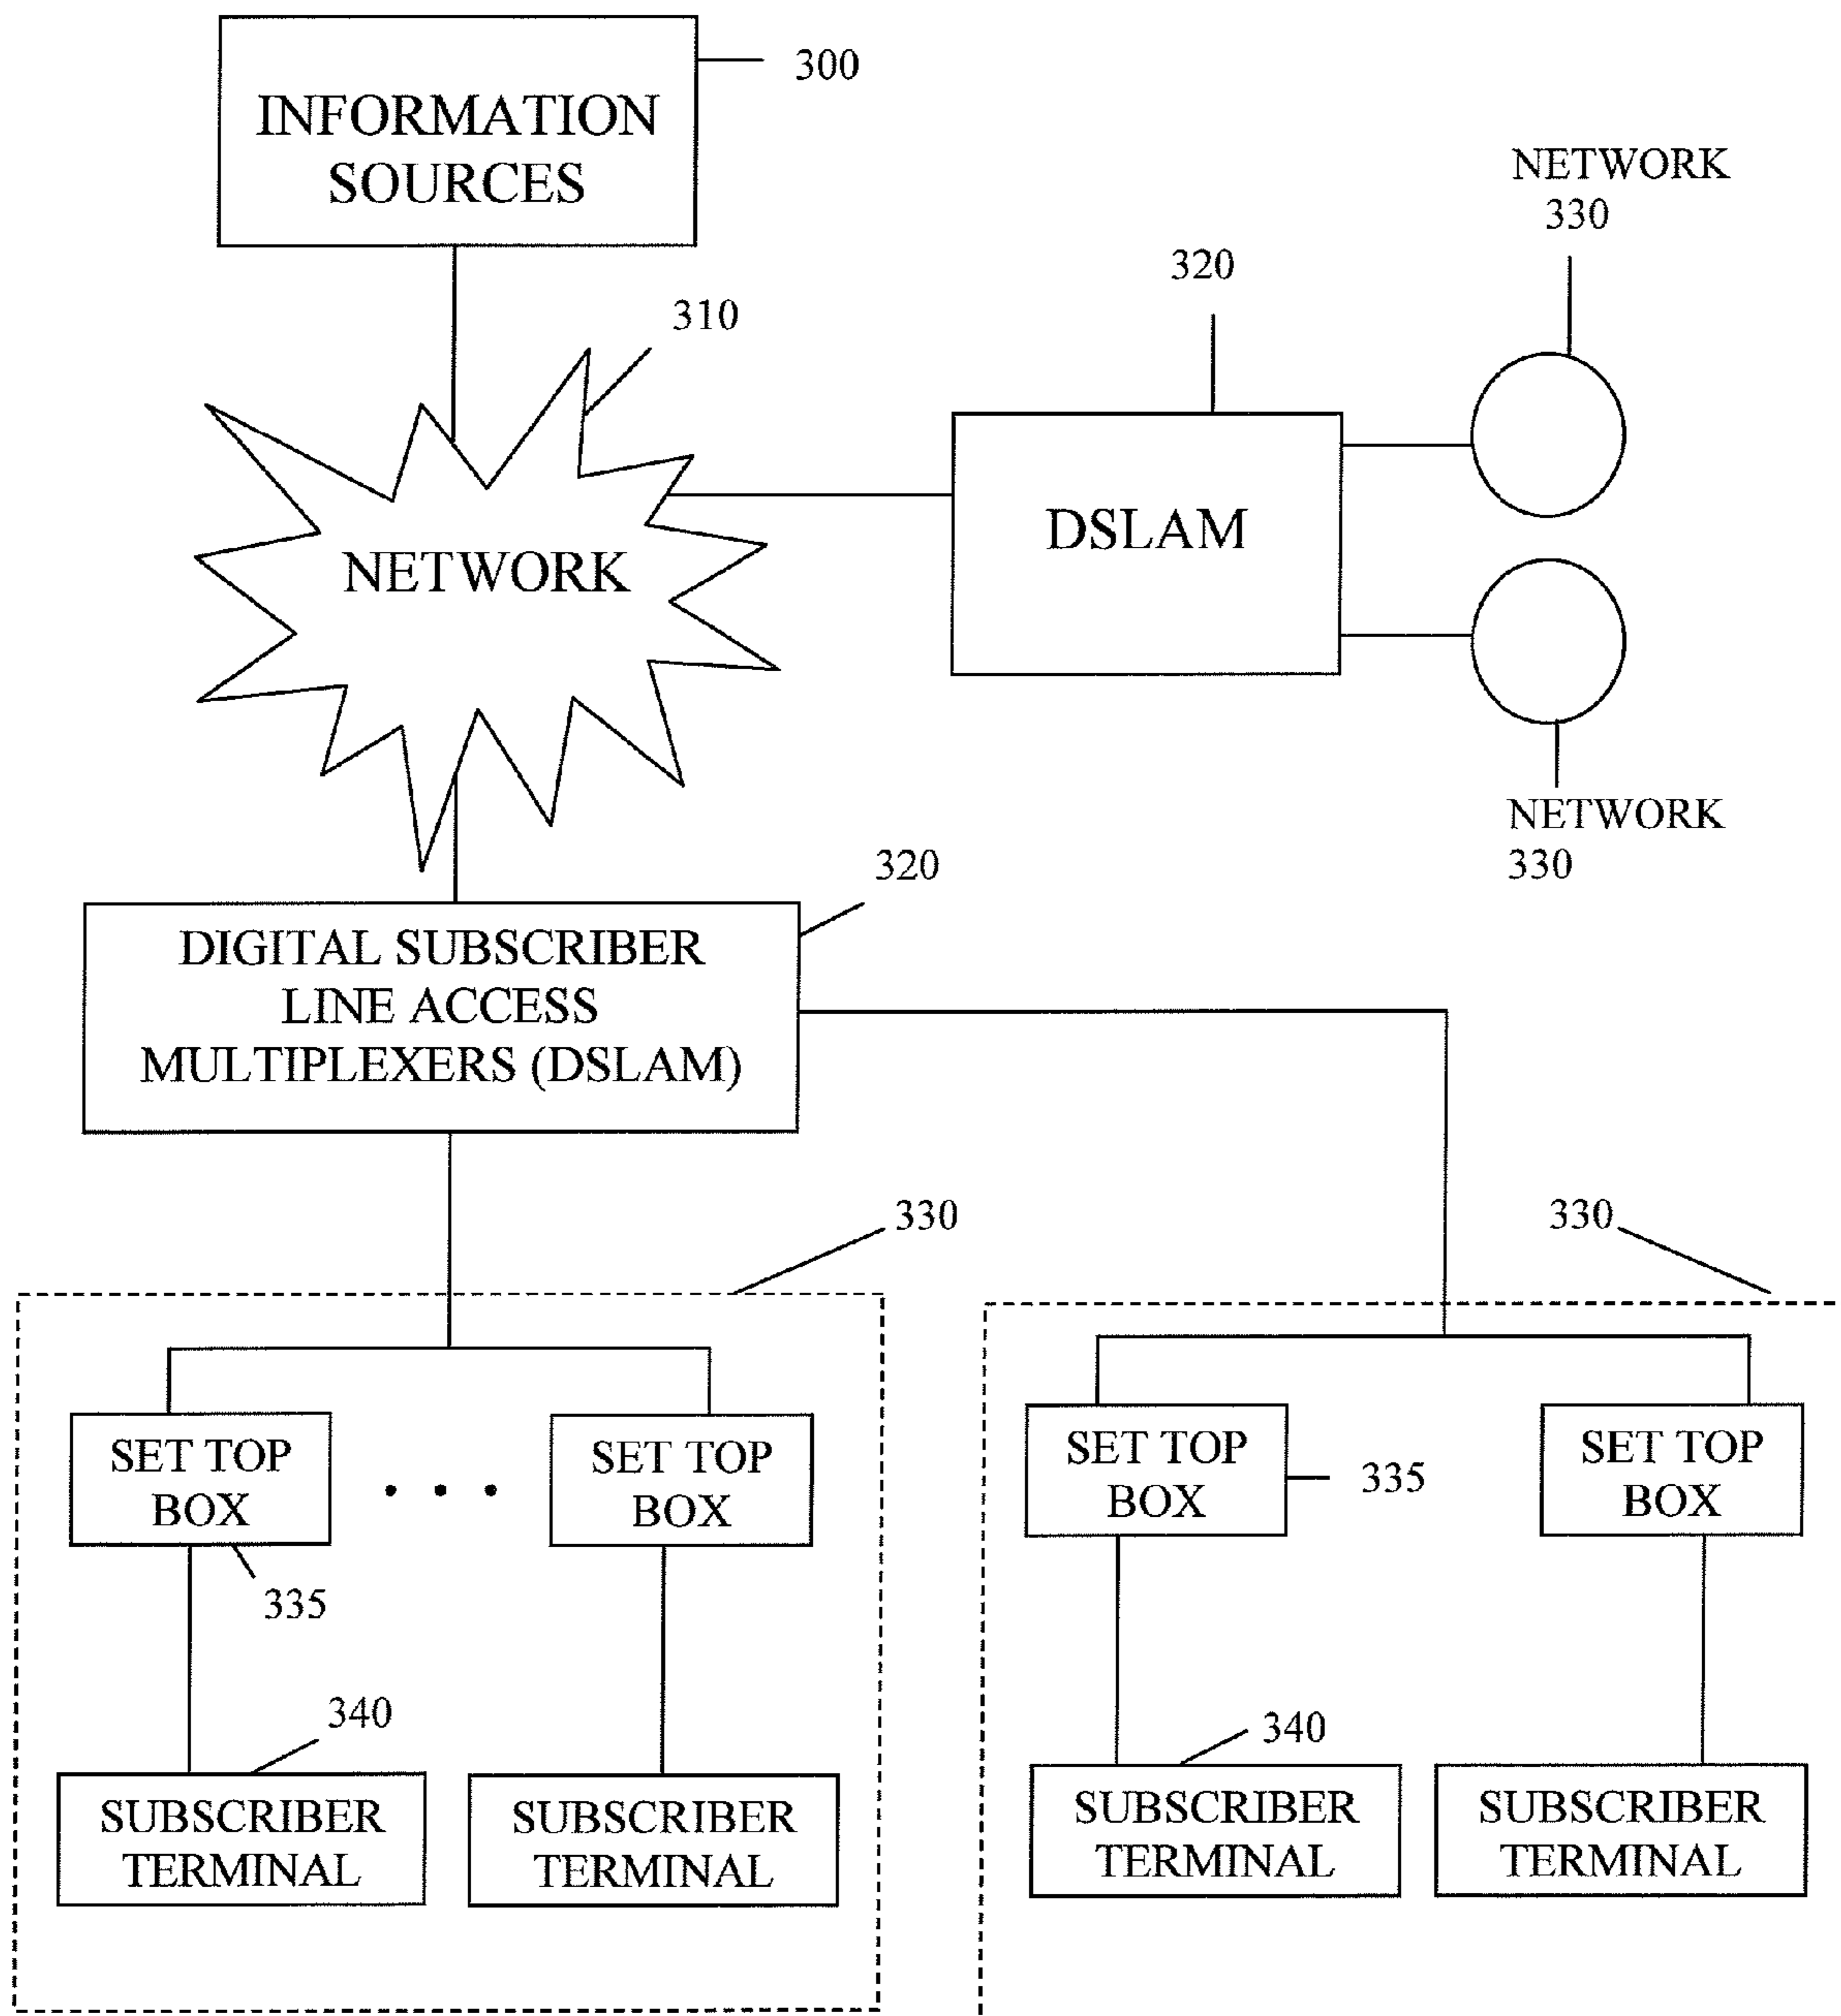 300
INFORMATION
SOURCES
NETWORK
330
320
310
NETWORK
DSLAM
NETWORK
330
320
DIGITAL SUBSCRIBER
LINE ACCESS
MULTIPLEXERS (DSLAM)
330
330
SET TOP
BOX
• • •
SET TOP
BOX
SET TOP
BOX
335
SET TOP
BOX
335
340
340
SUBSCRIBER
TERMINAL
SUBSCRIBER
TERMINAL
SUBSCRIBER
TERMINAL
SUBSCRIBER
TERMINAL